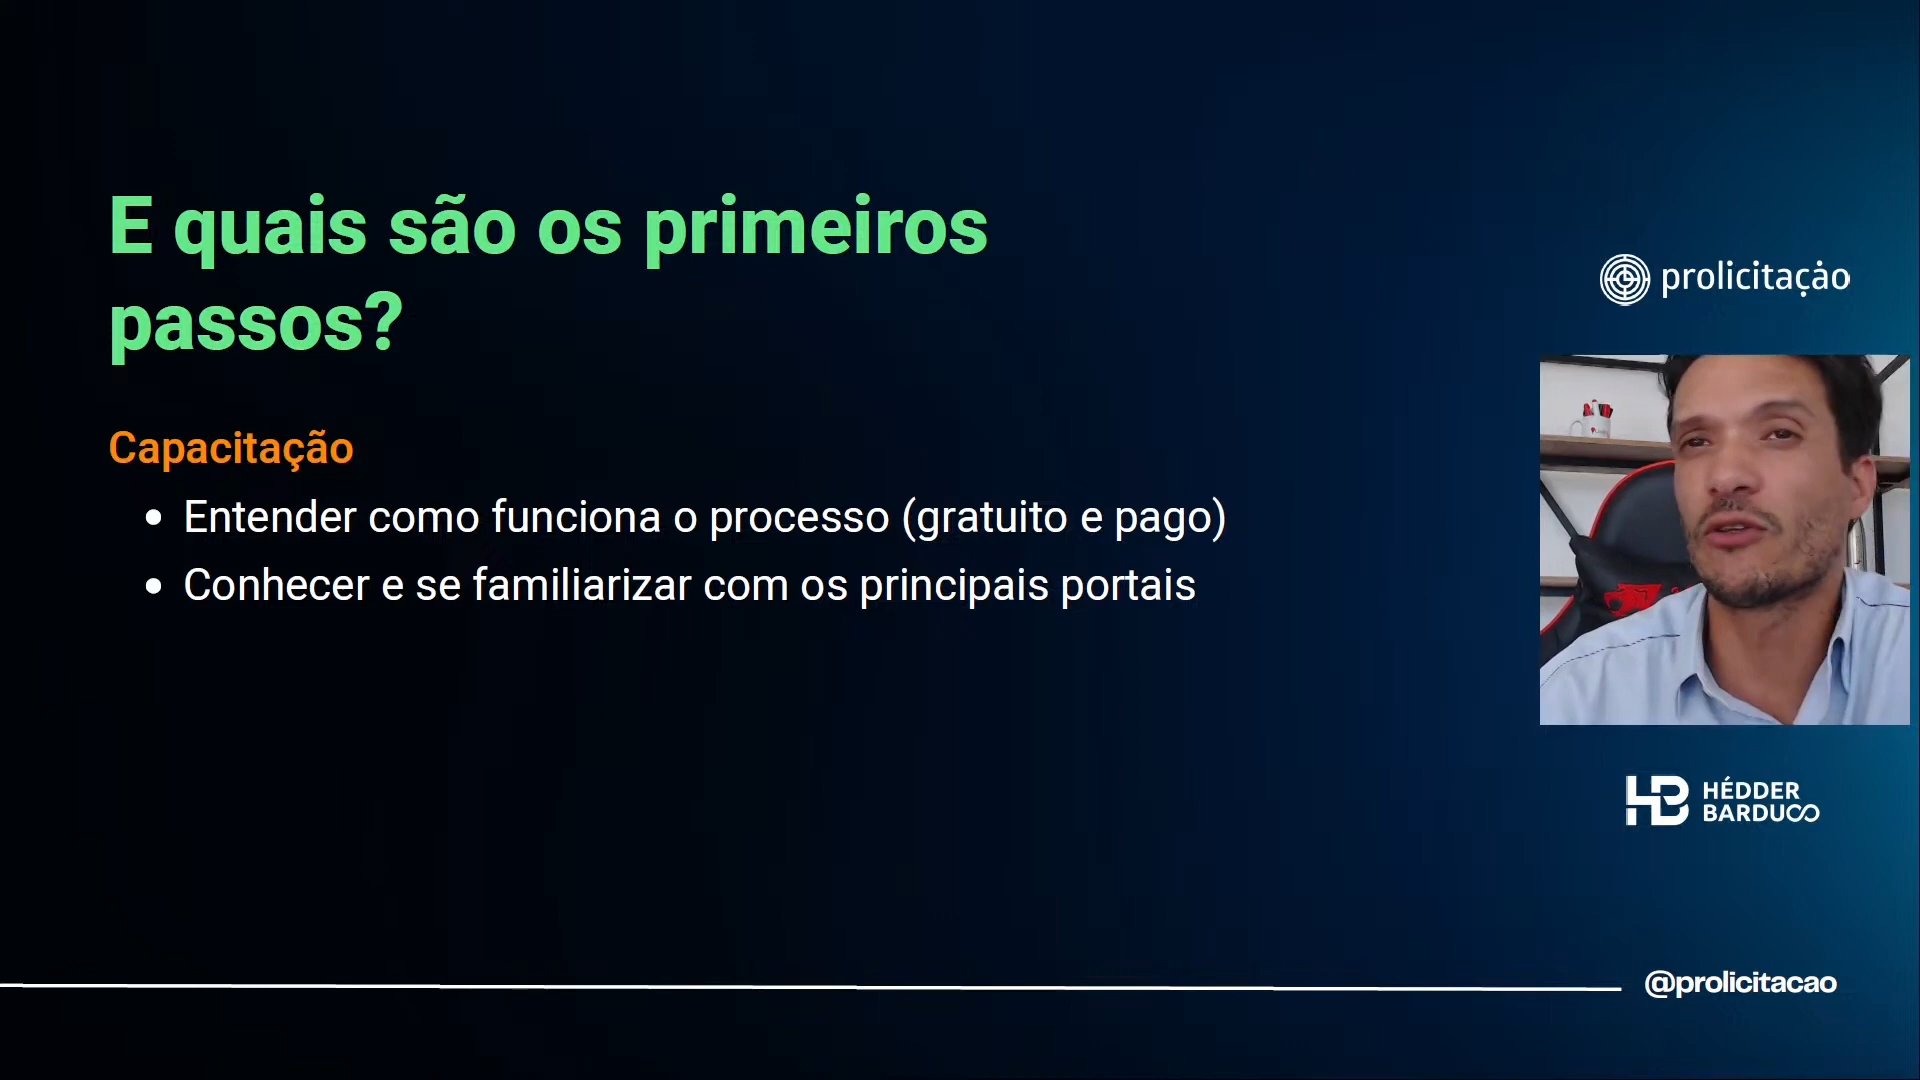 E quais são os primeiros
passos?
Capacitação
• Entender como funciona o processo (gratuito e pago)
• Conhecer e se familiarizar com os principais portais
prolicitação
HB HÉDDER
BARDUCO
@prolicitacao